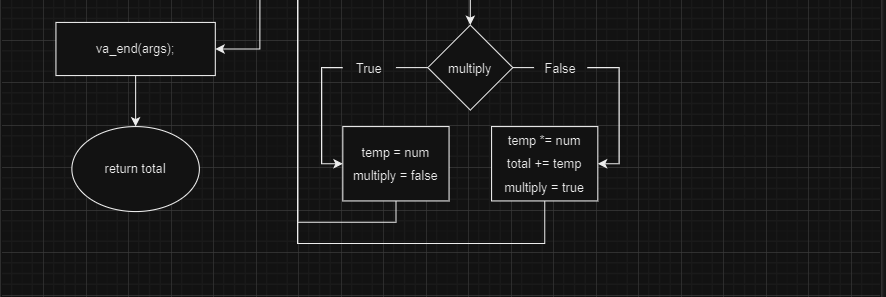 va_end(args);
return total
multiply
True
False
temp = num
multiply = false
temp *= num
total += temp
multiply = true